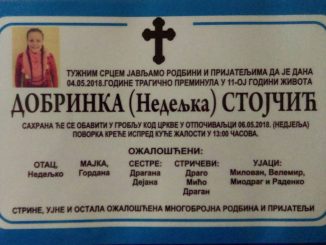 ТУЖНИМ СРЦЕМ ЈАВЉАМО РОДБИНИ И ПРИЈАТЕЉИМА ДА ЈЕ ДАНА
04.05.2018. ГОДИНЕ ТРАГИЧНО ПРЕМИНУЛА У 11-ОЈ ГОДИНИ ЖИВОТА
ДОБРИНКА (Недељка) СТОЈЧИЋ
САХРАНА ЋЕ СЕ ОБАВИТИ У ГРОБЉУ КОД ЦРКВЕ У ОТПОЧИВАЉЦИ 06.05.2018. (НЕДЈЕЉА)
ПОВОРКА КРЕЋЕ ИСПРЕД КУЋЕ ЖАЛОСТИ У 13:00 ЧАСОВА.
ОЖАЛОШЋЕНИ:
ОТАЦ, МАЈКА, СЕСТРЕ: СТРИЧЕВИ: УЈАЦИ:
Недељко Гордана Драгана Драго Милован, Велемир,
Дејана Мићо Миодраг и Раденко
Драган
СТРИНЕ, УЈНЕ И ОСТАЛА ОЖАЛОШЋЕНА МНОГОБРОЈНА РОДБИНА И ПРИЈАТЕЉИ